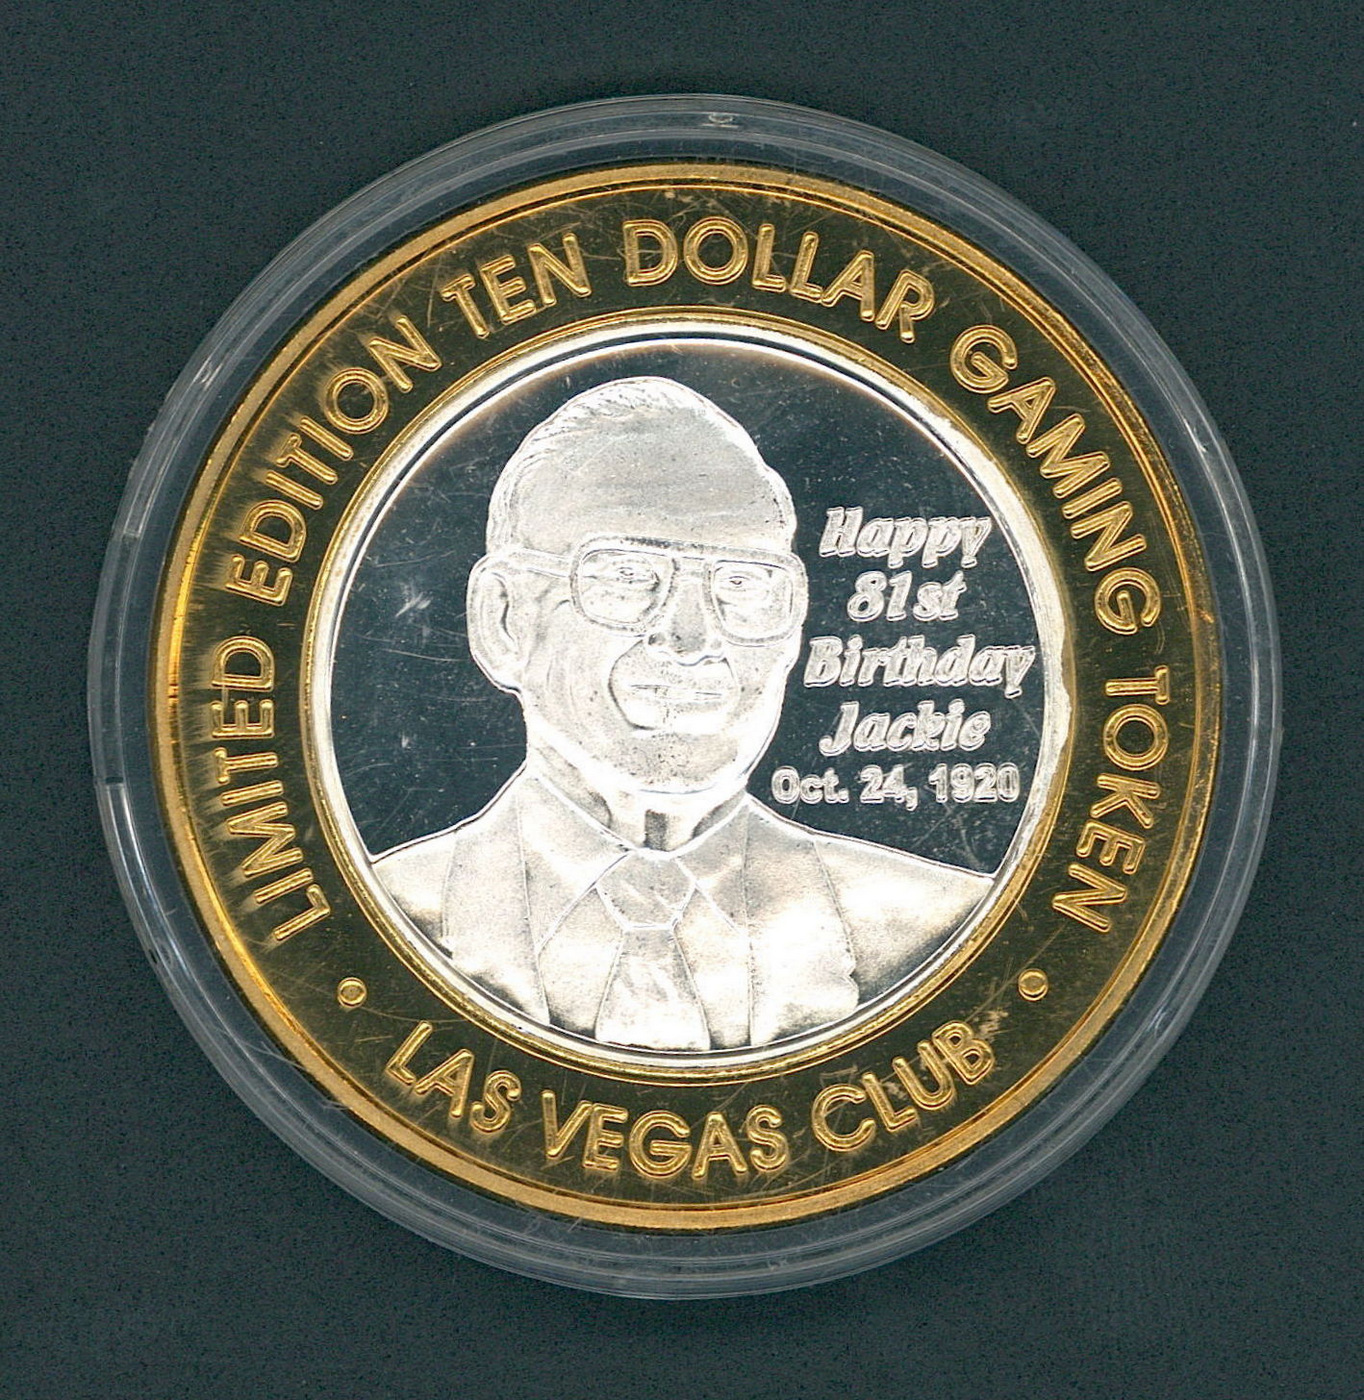 LIMITED EDITION TEN DOLLAR GAMING TOKEN
Happy
81st
Birthday
Jackie
Oct. 24, 1920
• LAS VEGAS CLUB •